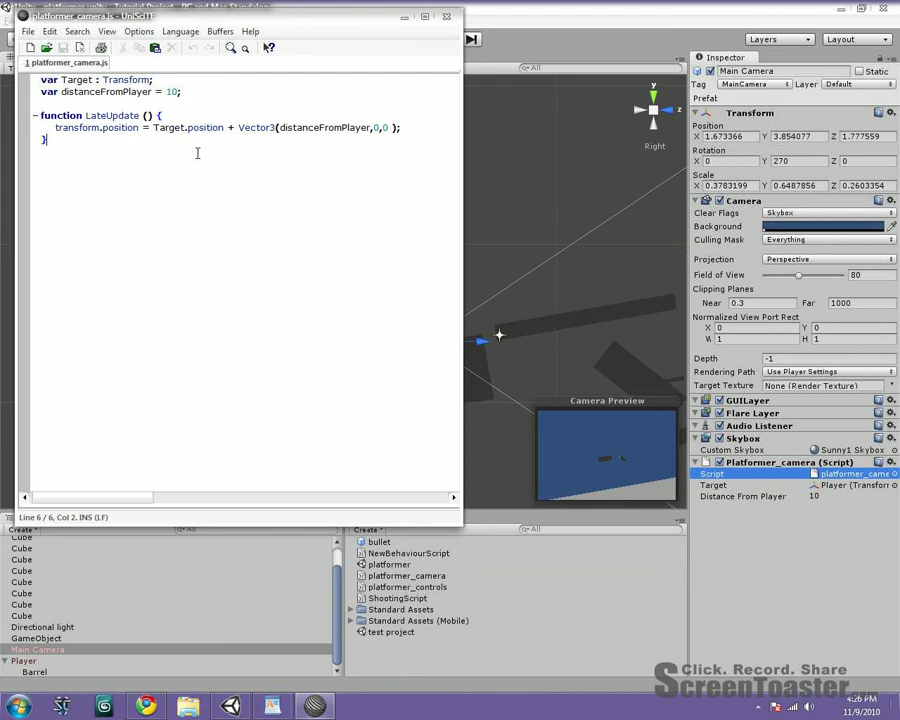 platformer_camera.js - UniSciTE
File Edit Search View Options Language Buffers Help
1 platformer_camera.js
var Target : Transform;
var distanceFromPlayer = 10;
function LateUpdate () {
transform.position = Target.position + Vector3(distanceFromPlayer,0,0 );
}
Line 6 / 6, Col 2. INS (LF)
Layers
Layout
All
y
z
Right
Camera Preview
Inspector
Main Camera
Static
Tag MainCamera Layer Default
Prefab
Transform
Position
X 1.673366 Y 3.854077 Z 1.777559
Rotation
X 0 Y 270 Z 0
Scale
X 0.3783199 Y 0.6487856 Z 0.2603354
Camera
Clear Flags Skybox
Background
Culling Mask Everything
Projection Perspective
Field of View 80
Clipping Planes
Near 0.3 Far 1000
Normalized View Port Rect
X 0 Y 0
W 1 H 1
Depth -1
Rendering Path Use Player Settings
Target Texture None (Render Texture)
GUILayer
Flare Layer
Audio Listener
Skybox
Custom Skybox Sunny1 Skybox
Platformer_camera (Script)
Script platformer_came
Target Player (Transforr
Distance From Player 10
Create All
Cube
Cube
Cube
Cube
Cube
Cube
Cube
Cube
Directional light
GameObject
Main Camera
Player
Barrel
Create All
bullet
NewBehaviourScript
platformer
platformer_camera
platformer_controls
ShootingScript
Standard Assets
Standard Assets (Mobile)
test project
Click. Record. Share
ScreenToaster.com
4:26 PM
11/9/2010